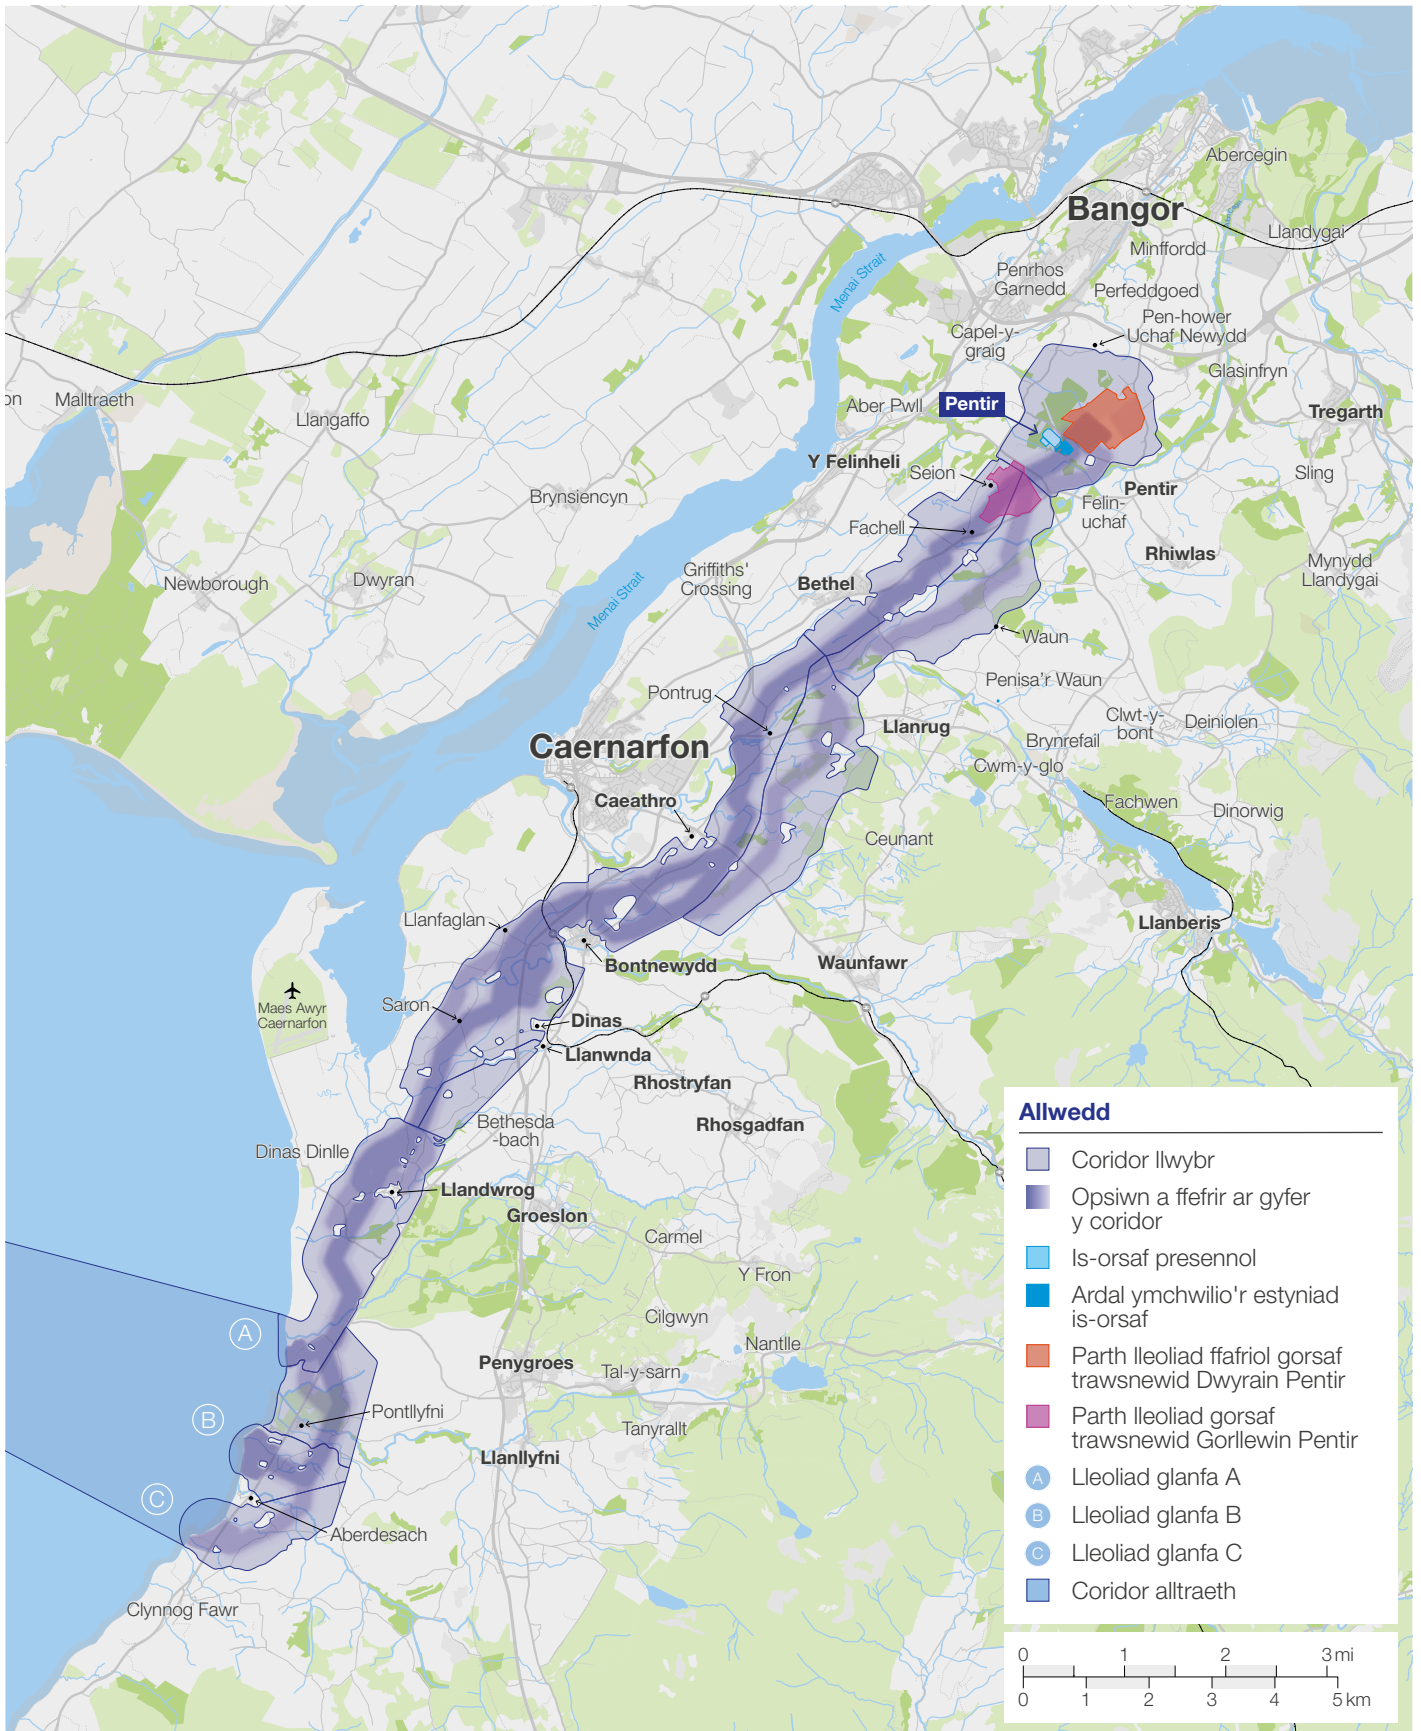 Abercegin
Bangor
Llandygai
Minffordd
Menai Strait
Penrhos
Garnedd
Perfeddgoed
Pen-hower
Uchaf Newydd
Capel-y-
graig
Glasinfryn
on
Malltraeth
Llangaffo
Aber Pwll
Pentir
Tregarth
Y Felinheli
Seion
Sling
Pentir
Brynsiencyn
Felin-
uchaf
Fachell
Rhiwlas
Mynydd
Llandygai
Newborough
Dwyran
Griffiths'
Crossing
Bethel
Menai Strait
Waun
Penisa'r Waun
Pontrug
Llanrug
Clwt-y-
bont
Deiniolen
Brynrefail
Caernarfon
Cwm-y-glo
Caeathro
Fachwen
Dinorwig
Ceunant
Llanfaglan
Llanberis
Bontnewydd
Waunfawr
Maes Awyr
Caernarfon
Saron
Dinas
Llanwnda
Rhostryfan
Rhosgadfan
Bethesda
-bach
Dinas Dinlle
Llandwrog
Groeslon
Carmel
Y Fron
Cilgwyn
A
Nantlle
Penygroes
Tal-y-sarn
B
Pontllyfni
Tanyrallt
Llanllyfni
C
Aberdesach
Clynnog Fawr
Allwedd
Coridor llwybr
Opsiwn a ffefrir ar gyfer
y coridor
Is-orsaf presennol
Ardal ymchwilio'r estyniad
is-orsaf
Parth lleoliad ffafriol gorsaf
trawsnewid Dwyrain Pentir
Parth lleoliad gorsaf
trawsnewid Gorllewin Pentir
A Lleoliad glanfa A
B Lleoliad glanfa B
C Lleoliad glanfa C
Coridor alltraeth
0 1 2 3 mi
0 1 2 3 4 5 km